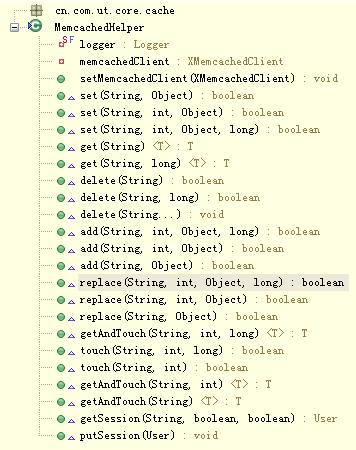 cn.com.ut.core.cache
MemcachedHelper
logger : Logger
memcachedClient : XMemcachedClient
setMemcachedClient(XMemcachedClient) : void
set(String, Object) : boolean
set(String, int, Object) : boolean
set(String, int, Object, long) : boolean
get(String) <T> : T
get(String, long) <T> : T
delete(String) : boolean
delete(String, long) : boolean
delete(String...) : void
add(String, int, Object, long) : boolean
add(String, int, Object) : boolean
add(String, Object) : boolean
replace(String, int, Object, long) : boolean
replace(String, int, Object) : boolean
replace(String, Object) : boolean
getAndTouch(String, int, long) <T> : T
touch(String, int, long) : boolean
touch(String, int) : boolean
getAndTouch(String, int) <T> : T
getAndTouch(String) <T> : T
getSession(String, boolean, boolean) : User
putSession(User) : void